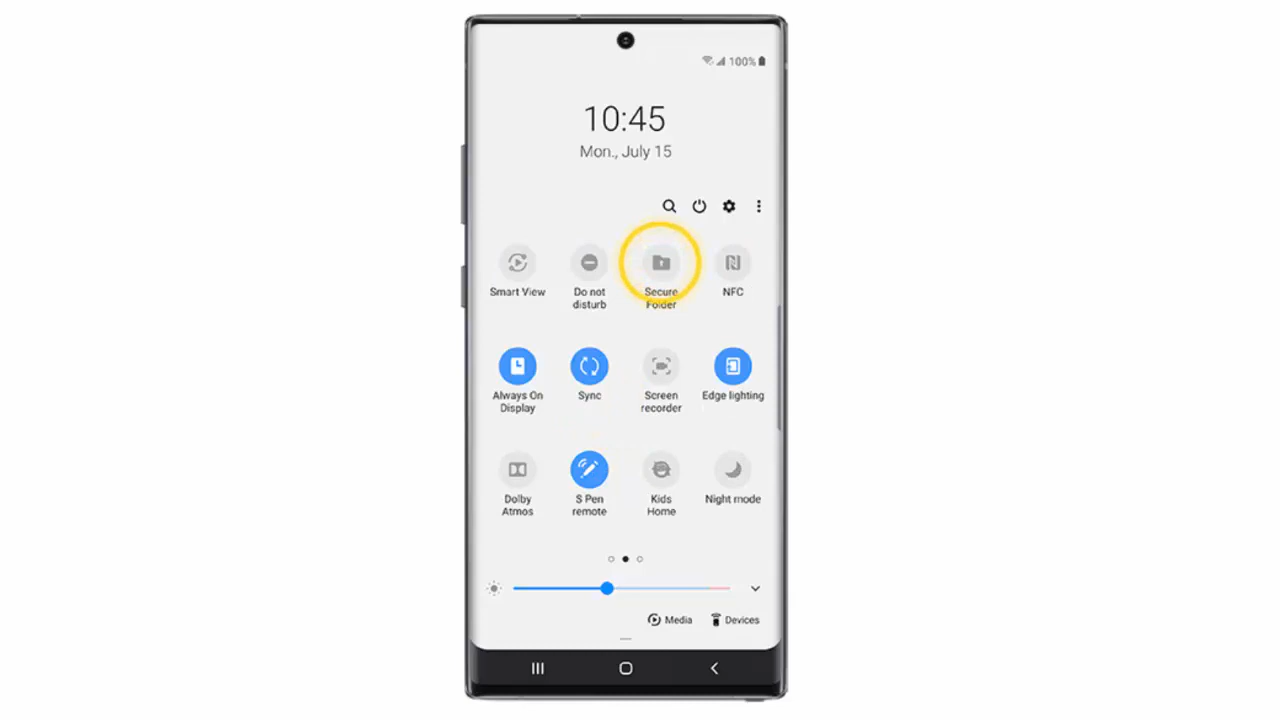 100%
10:45
Mon., July 15
Smart View
Do not
disturb
Secure
Folder
NFC
Always On
Display
Sync
Screen
recorder
Edge lighting
Dolby
Atmos
S Pen
remote
Kids
Home
Night mode
Media
Devices